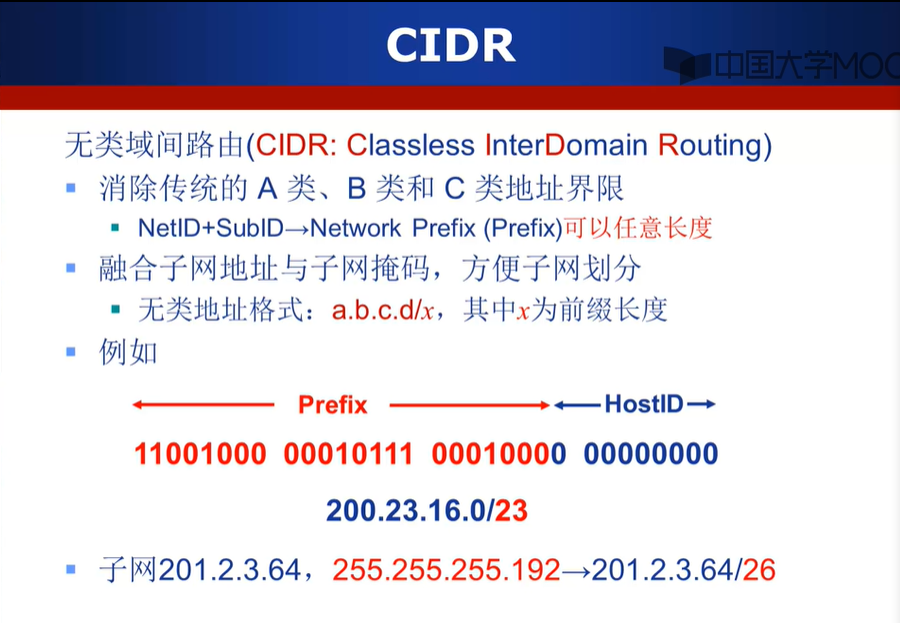 CIDR
中国大学MOO
无类域间路由(CIDR: Classless InterDomain Routing)
消除传统的 A 类、B 类和 C 类地址界限
NetID+SubID→Network Prefix (Prefix)可以任意长度
融合子网地址与子网掩码，方便子网划分
无类地址格式：a.b.c.d/x，其中x为前缀长度
例如
Prefix HostID
11001000 00010111 00010000 00000000
200.23.16.0/23
子网201.2.3.64，255.255.255.192→201.2.3.64/26